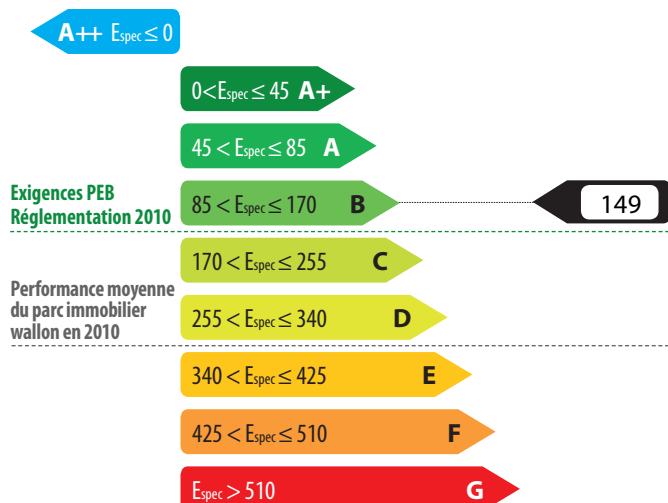 A++ Espec ≤ 0
0<Espec ≤ 45 A+
45 < Espec ≤ 85 A
Exigences PEB
Réglementation 2010
85 < Espec ≤ 170 B
149
170 < Espec ≤ 255 C
Performance moyenne
du parc immobilier
wallon en 2010
255 < Espec ≤ 340 D
340 < Espec ≤ 425 E
425 < Espec ≤ 510 F
Espec > 510 G